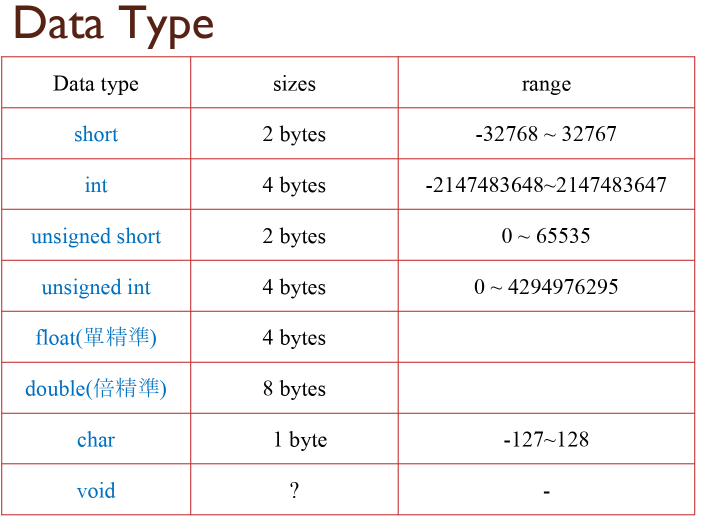 Data Type
Data type sizes range
short 2 bytes -32768 ~ 32767
int 4 bytes -2147483648~2147483647
unsigned short 2 bytes 0 ~ 65535
unsigned int 4 bytes 0 ~ 4294976295
float(單精準) 4 bytes
double(倍精準) 8 bytes
char 1 byte -127~128
void ? -